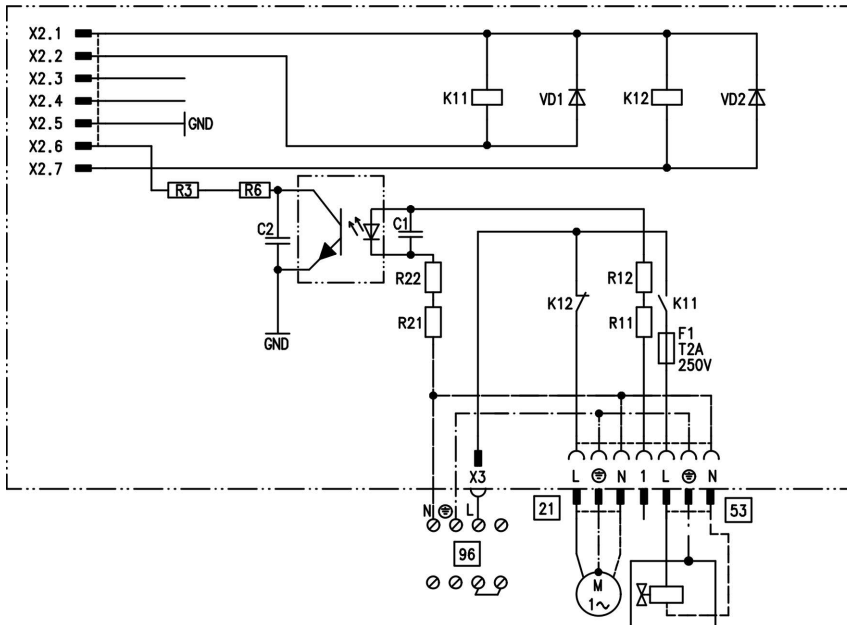 X2.1
X2.2
X2.3
X2.4
X2.5
GND
X2.6
X2.7
K11
VD1
K12
VD2
R3
R6
C2
C1
R22
R12
K12
K11
R21
R11
F1
T2A
250V
GND
X3
L
N
1
L
N
N
L
21
53
96
M
1~